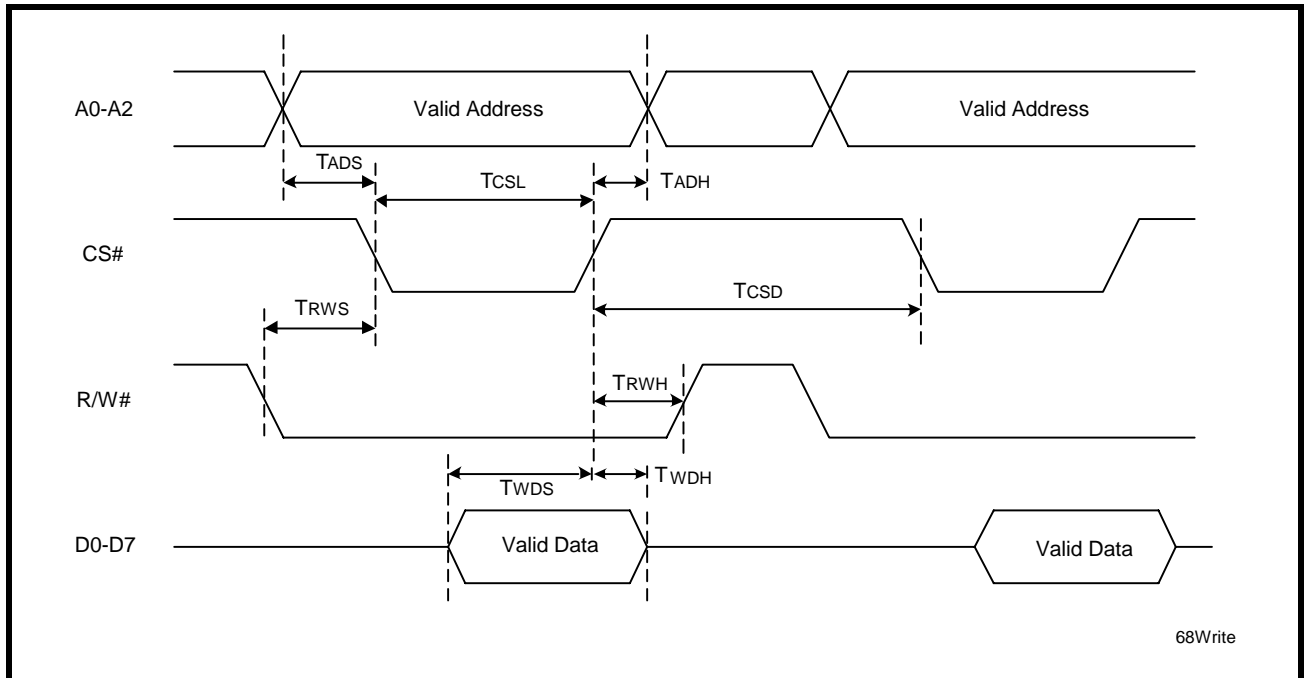 A0-A2
Valid Address
Valid Address
TADS
TCSL
TADH
CS#
TCSD
TRWS
R/W#
TRWH
TWDS
TWDH
D0-D7
Valid Data
Valid Data
68Write